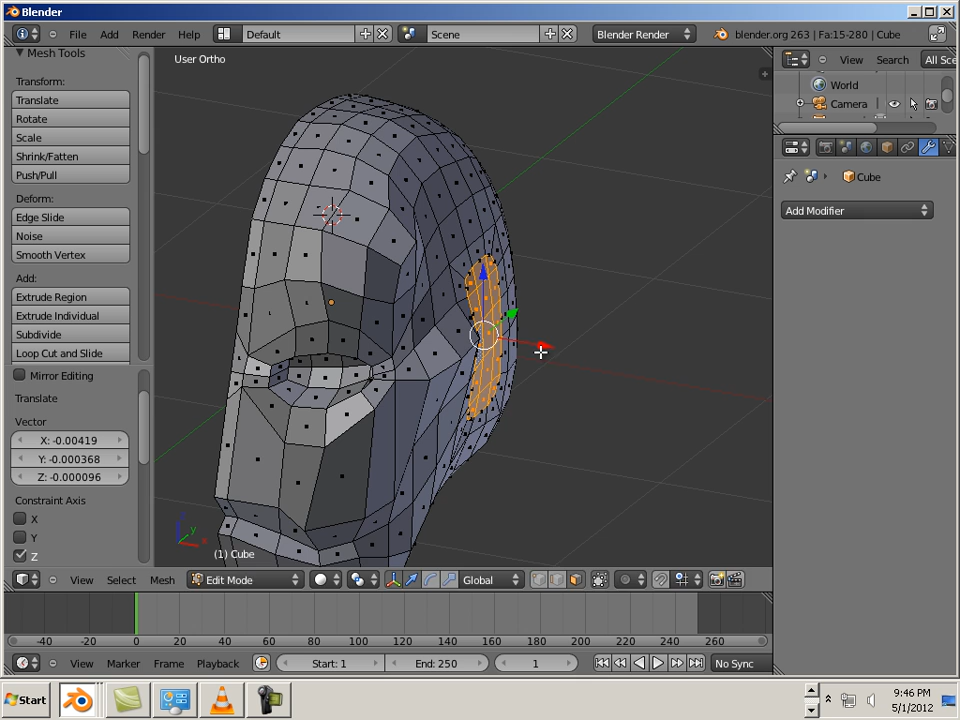 Blender
File Add Render Help Default Scene Blender Render blender.org 263 | Fa:15-280 | Cube
Mesh Tools
Transform:
Translate
Rotate
Scale
Shrink/Fatten
Push/Pull
Deform:
Edge Slide
Noise
Smooth Vertex
Add:
Extrude Region
Extrude Individual
Subdivide
Loop Cut and Slide
Mirror Editing
Translate
Vector
X: -0.00419
Y: -0.000368
Z: -0.000096
Constraint Axis
X
Y
Z
User Ortho
z
y
x
(1) Cube
View Search All Sce
World
Camera
Cube
Add Modifier
View Select Mesh Edit Mode Global
-40 -20 0 20 40 60 80 100 120 140 160 180 200 220 240 260
View Marker Frame Playback Start: 1 End: 250 1 No Sync
Start
9:46 PM
5/1/2012